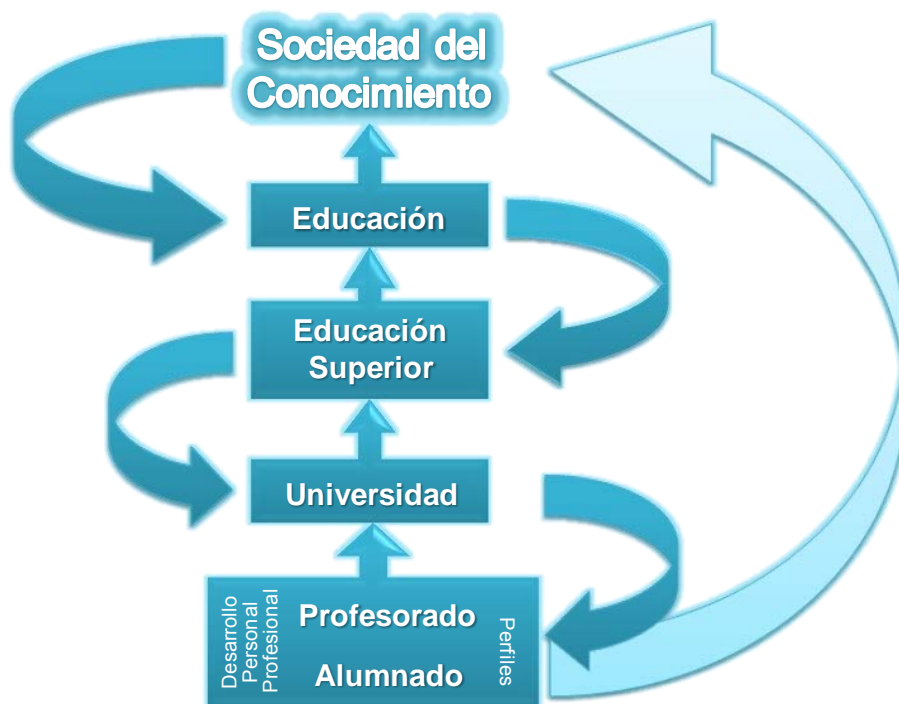 Sociedad del
Conocimiento
Educación
Educación
Superior
Universidad
Desarrollo
Personal
Profesional
Profesorado
Alumnado
Perfiles